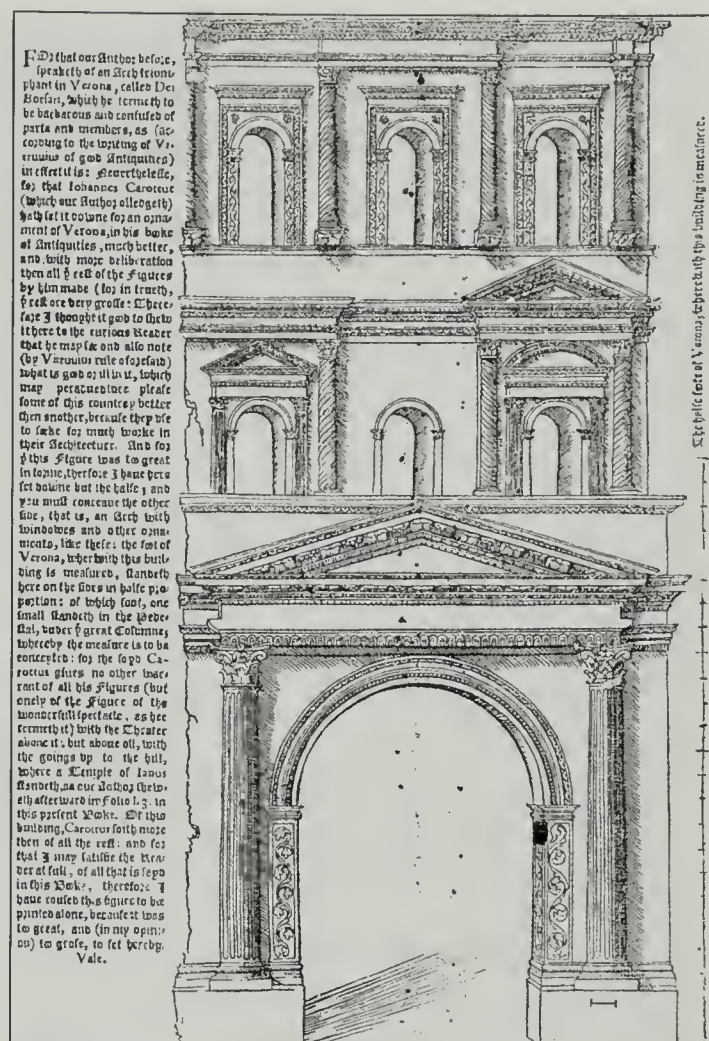 FOr that our Author before,
speaketh of an Arch trium-
phant in Verona, called Dei
Borsari, which he termeth to
be barbarous and confused of
parts and members, as (ac-
cording to the writing of Vi-
truuius of good Antiquities)
in effect it is: Neuerthelesse,
for that Iohannes Carottus
(which our Author alledgeth)
hath set it downe for an orna-
ment of Verona, in his booke
of Antiquities, much better,
and with more deliberation
then all þͤ rest of the Figures
by him made (for in trueth,
þͤ rest are very grosse: There-
fore I thought it good to shew
it here to the curious Reader
that he may see and also note
(by Vitruuius rule aforesaid)
what is good or ill in it, which
may peraduenture please
some of this countrey better
then another, because they vse
to seeke for much worke in
their Architecture. And for
þͭ this Figure was to great
in forme, therfore I haue here
set downe but the halfe; and
you must conceaue the other
side, that is, an Arch with
windowes and other orna-
ments, like these: the foot of
Verona, wherwith this buil-
ding is measured, standeth
here on the sides in halfe pro-
portion: of which foot, one
small standeth in the Pede-
stal, vnder þͤ great Columne,
whereby the measure is to be
conceyued: for the sayd Ca-
rottus giues no other war-
rant of all his Figures (but
onely of the Figure of the
wonderfull spectacle, as hee
termeth it) with the Theater
aboue it: but aboue all, with
the goings vp to the hill,
where a Temple of Ianus
standeth, as our Author shew-
eth afterward in Folio 1. 3. in
this present Booke. Of this
building, Carottus saith more
then of all the rest: and for
that I may satisfie the Rea-
der at full, of all that is sayd
in this Booke, therefore I
haue caused this figure to bee
printed alone, because it was
too great, and (in my opini-
on) too grose, to set hereby.
Vale.
The halfe foote of Verona, wherewith this building is measured.